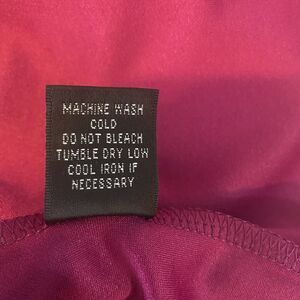 MACHINE WASH
COLD
DO NOT BLEACH
TUMBLE DRY LOW
COOL IRON IF
NECESSARY